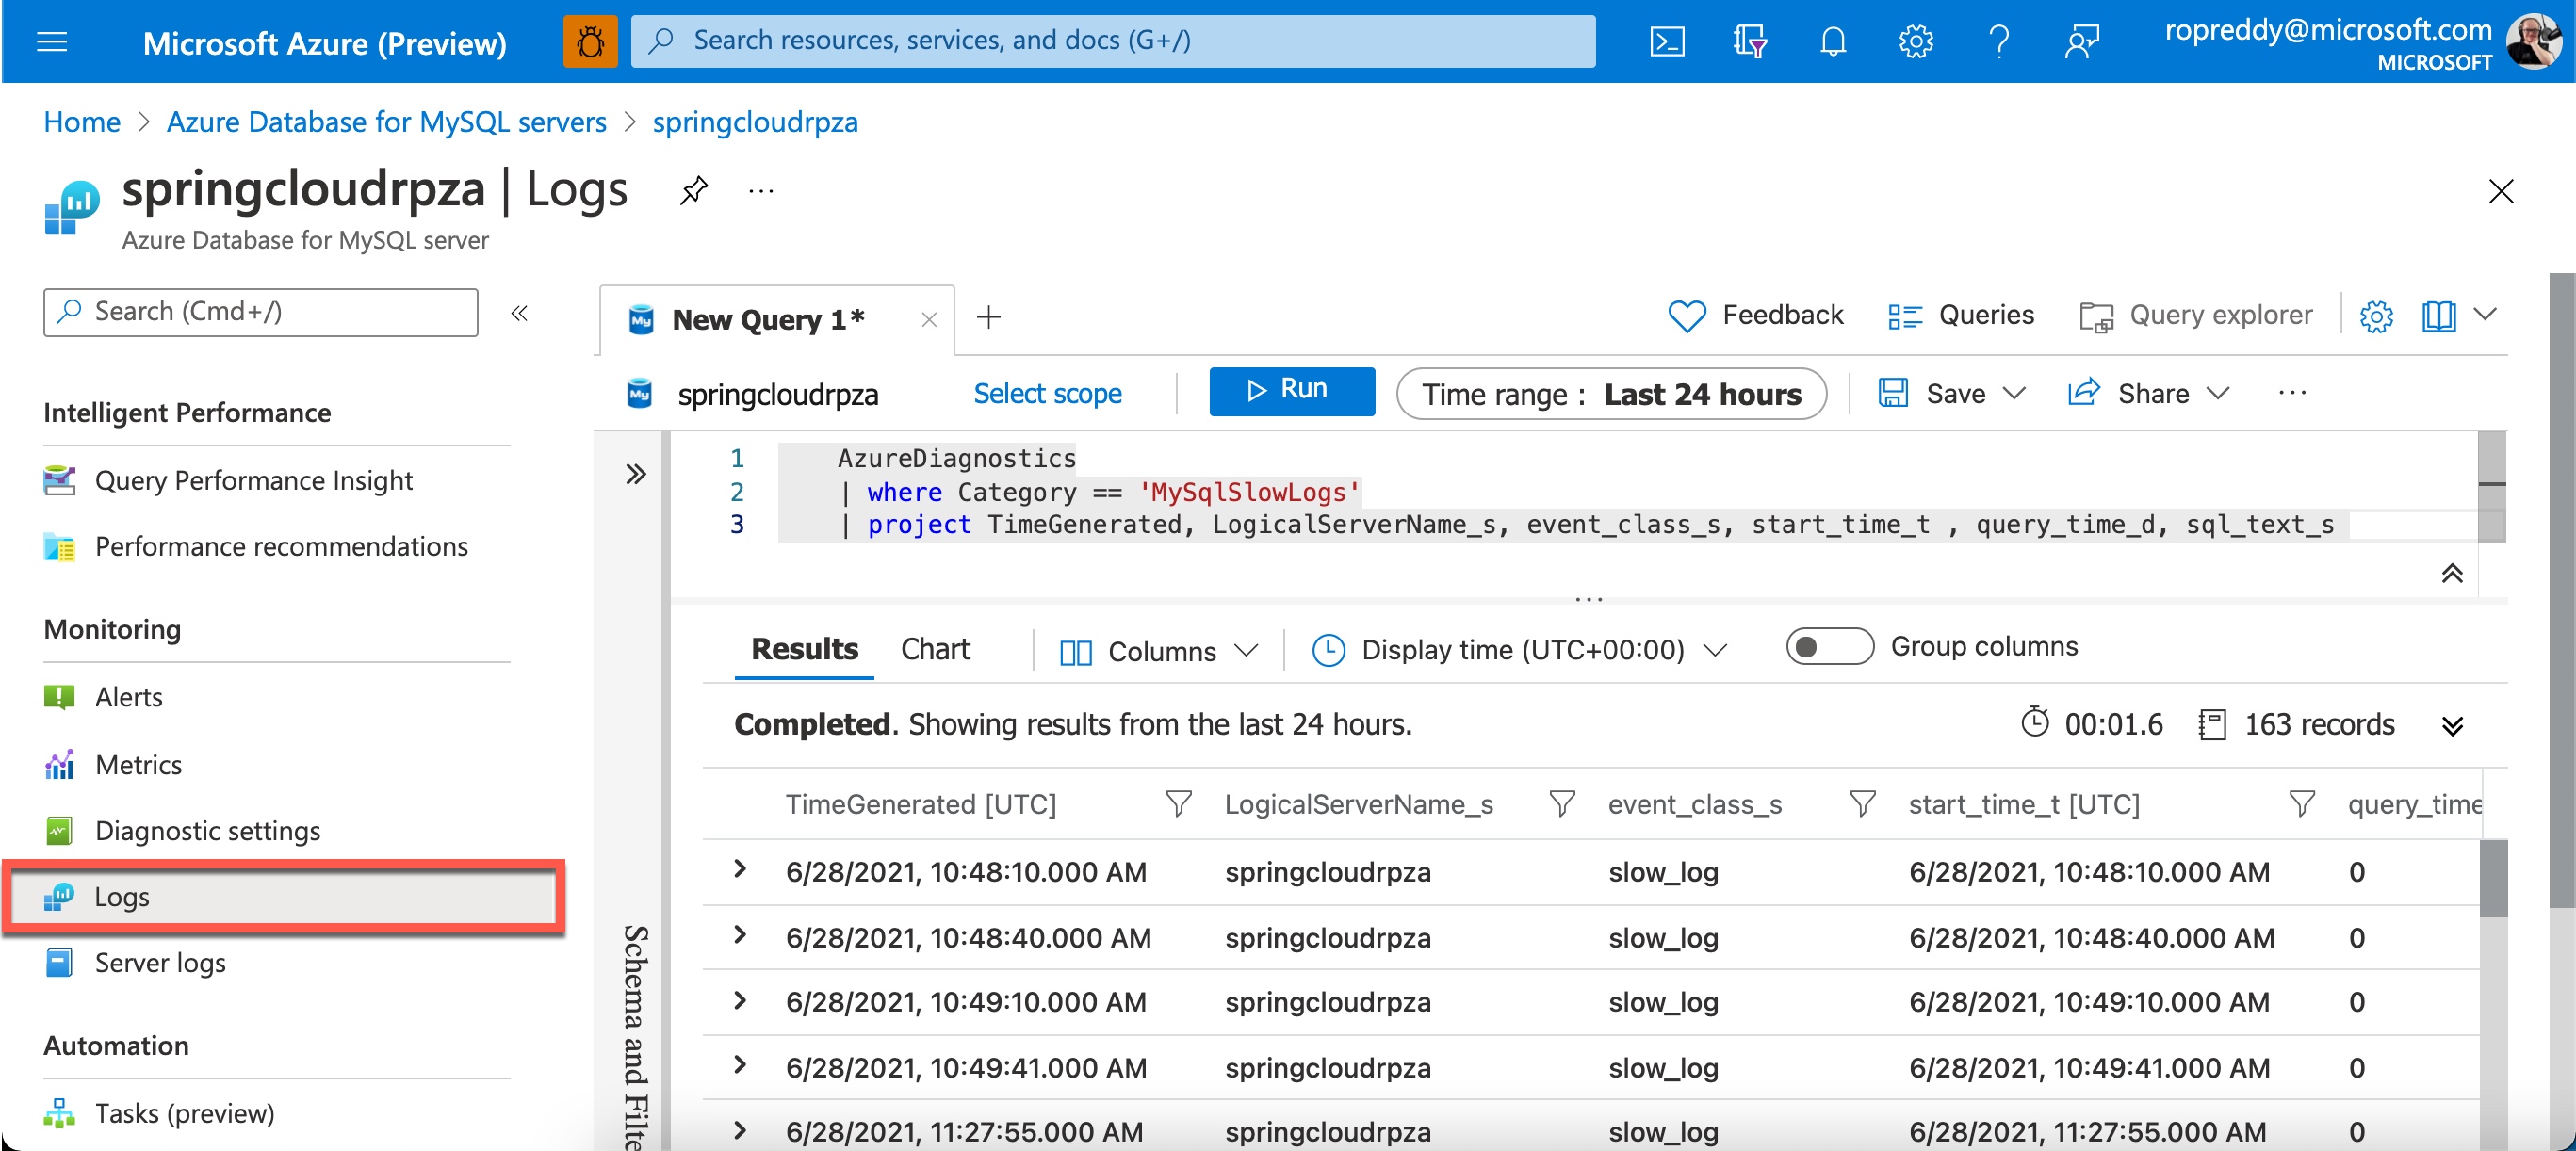 Microsoft Azure (Preview)
Search resources, services, and docs (G+/)
ropreddy@microsoft.com
MICROSOFT
Home > Azure Database for MySQL servers > springcloudrpza
springcloudrpza | Logs
Azure Database for MySQL server
Search (Cmd+/)
Intelligent Performance
Query Performance Insight
Performance recommendations
Monitoring
Alerts
Metrics
Diagnostic settings
Logs
Server logs
Automation
Tasks (preview)
New Query 1*
Feedback
Queries
Query explorer
springcloudrpza
Select scope
Run
Time range : Last 24 hours
Save
Share
1 AzureDiagnostics
2 | where Category == 'MySqlSlowLogs'
3 | project TimeGenerated, LogicalServerName_s, event_class_s, start_time_t , query_time_d, sql_text_s
Schema and Filte
Results Chart Columns Display time (UTC+00:00) Group columns
Completed. Showing results from the last 24 hours. 00:01.6 163 records
TimeGenerated [UTC] LogicalServerName_s event_class_s start_time_t [UTC] query_time
6/28/2021, 10:48:10.000 AM springcloudrpza slow_log 6/28/2021, 10:48:10.000 AM 0
6/28/2021, 10:48:40.000 AM springcloudrpza slow_log 6/28/2021, 10:48:40.000 AM 0
6/28/2021, 10:49:10.000 AM springcloudrpza slow_log 6/28/2021, 10:49:10.000 AM 0
6/28/2021, 10:49:41.000 AM springcloudrpza slow_log 6/28/2021, 10:49:41.000 AM 0
6/28/2021, 11:27:55.000 AM springcloudrpza slow_log 6/28/2021, 11:27:55.000 AM 0